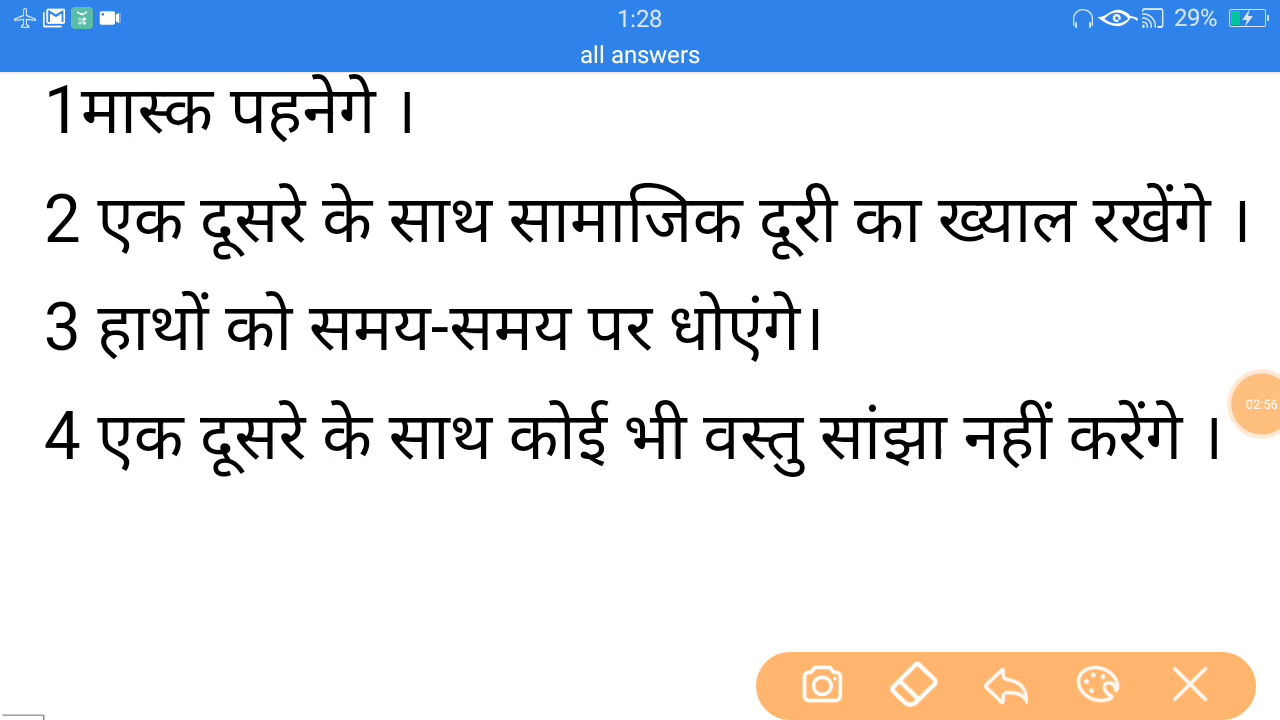 1:28
29%
all answers
1मास्क पहनेगे ।
2 एक दूसरे के साथ सामाजिक दूरी का ख्याल रखेंगे ।
3 हाथों को समय-समय पर धोएंगे।
02:56
4 एक दूसरे के साथ कोई भी वस्तु सांझा नहीं करेंगे ।